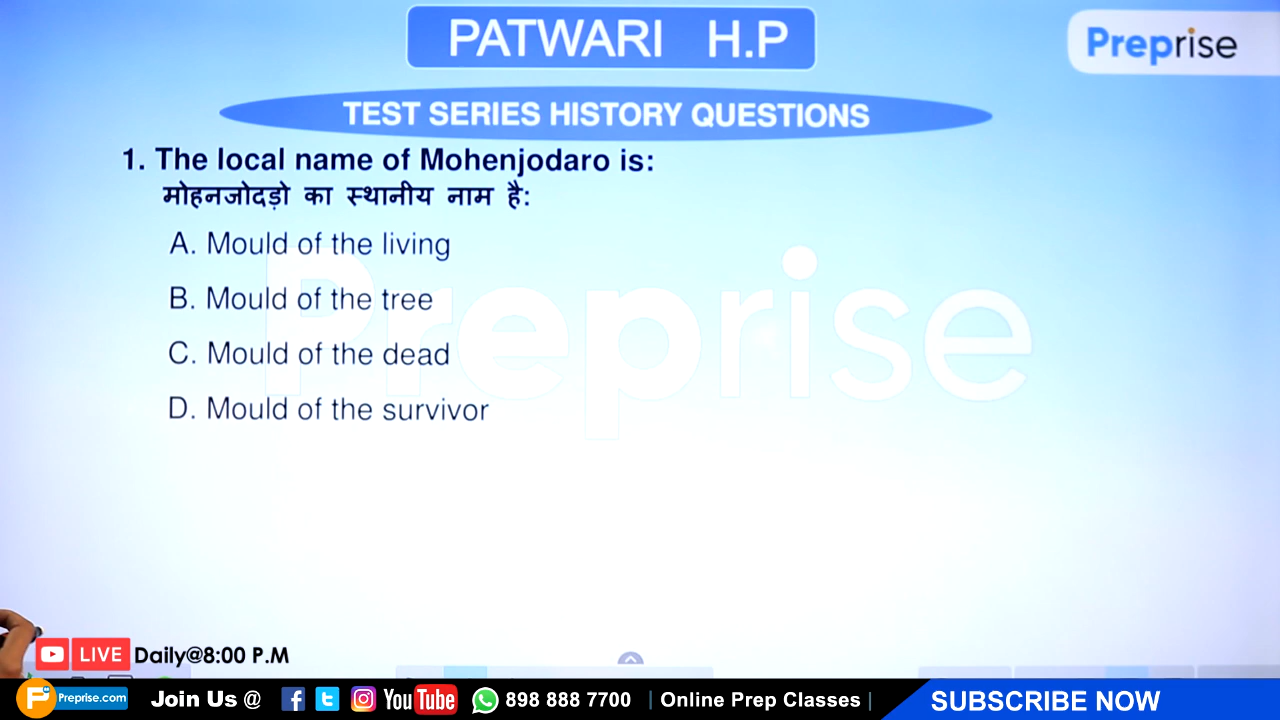 PATWARI H.P
Preprise
TEST SERIES HISTORY QUESTIONS
1. The local name of Mohenjodaro is:
मोहनजोदड़ो का स्थानीय नाम है:
A. Mould of the living
B. Mould of the tree
C. Mould of the dead
D. Mould of the survivor
Preprise
LIVE Daily@8:00 P.M
Preprise.com Join Us @ YouTube 898 888 7700 | Online Prep Classes | SUBSCRIBE NOW